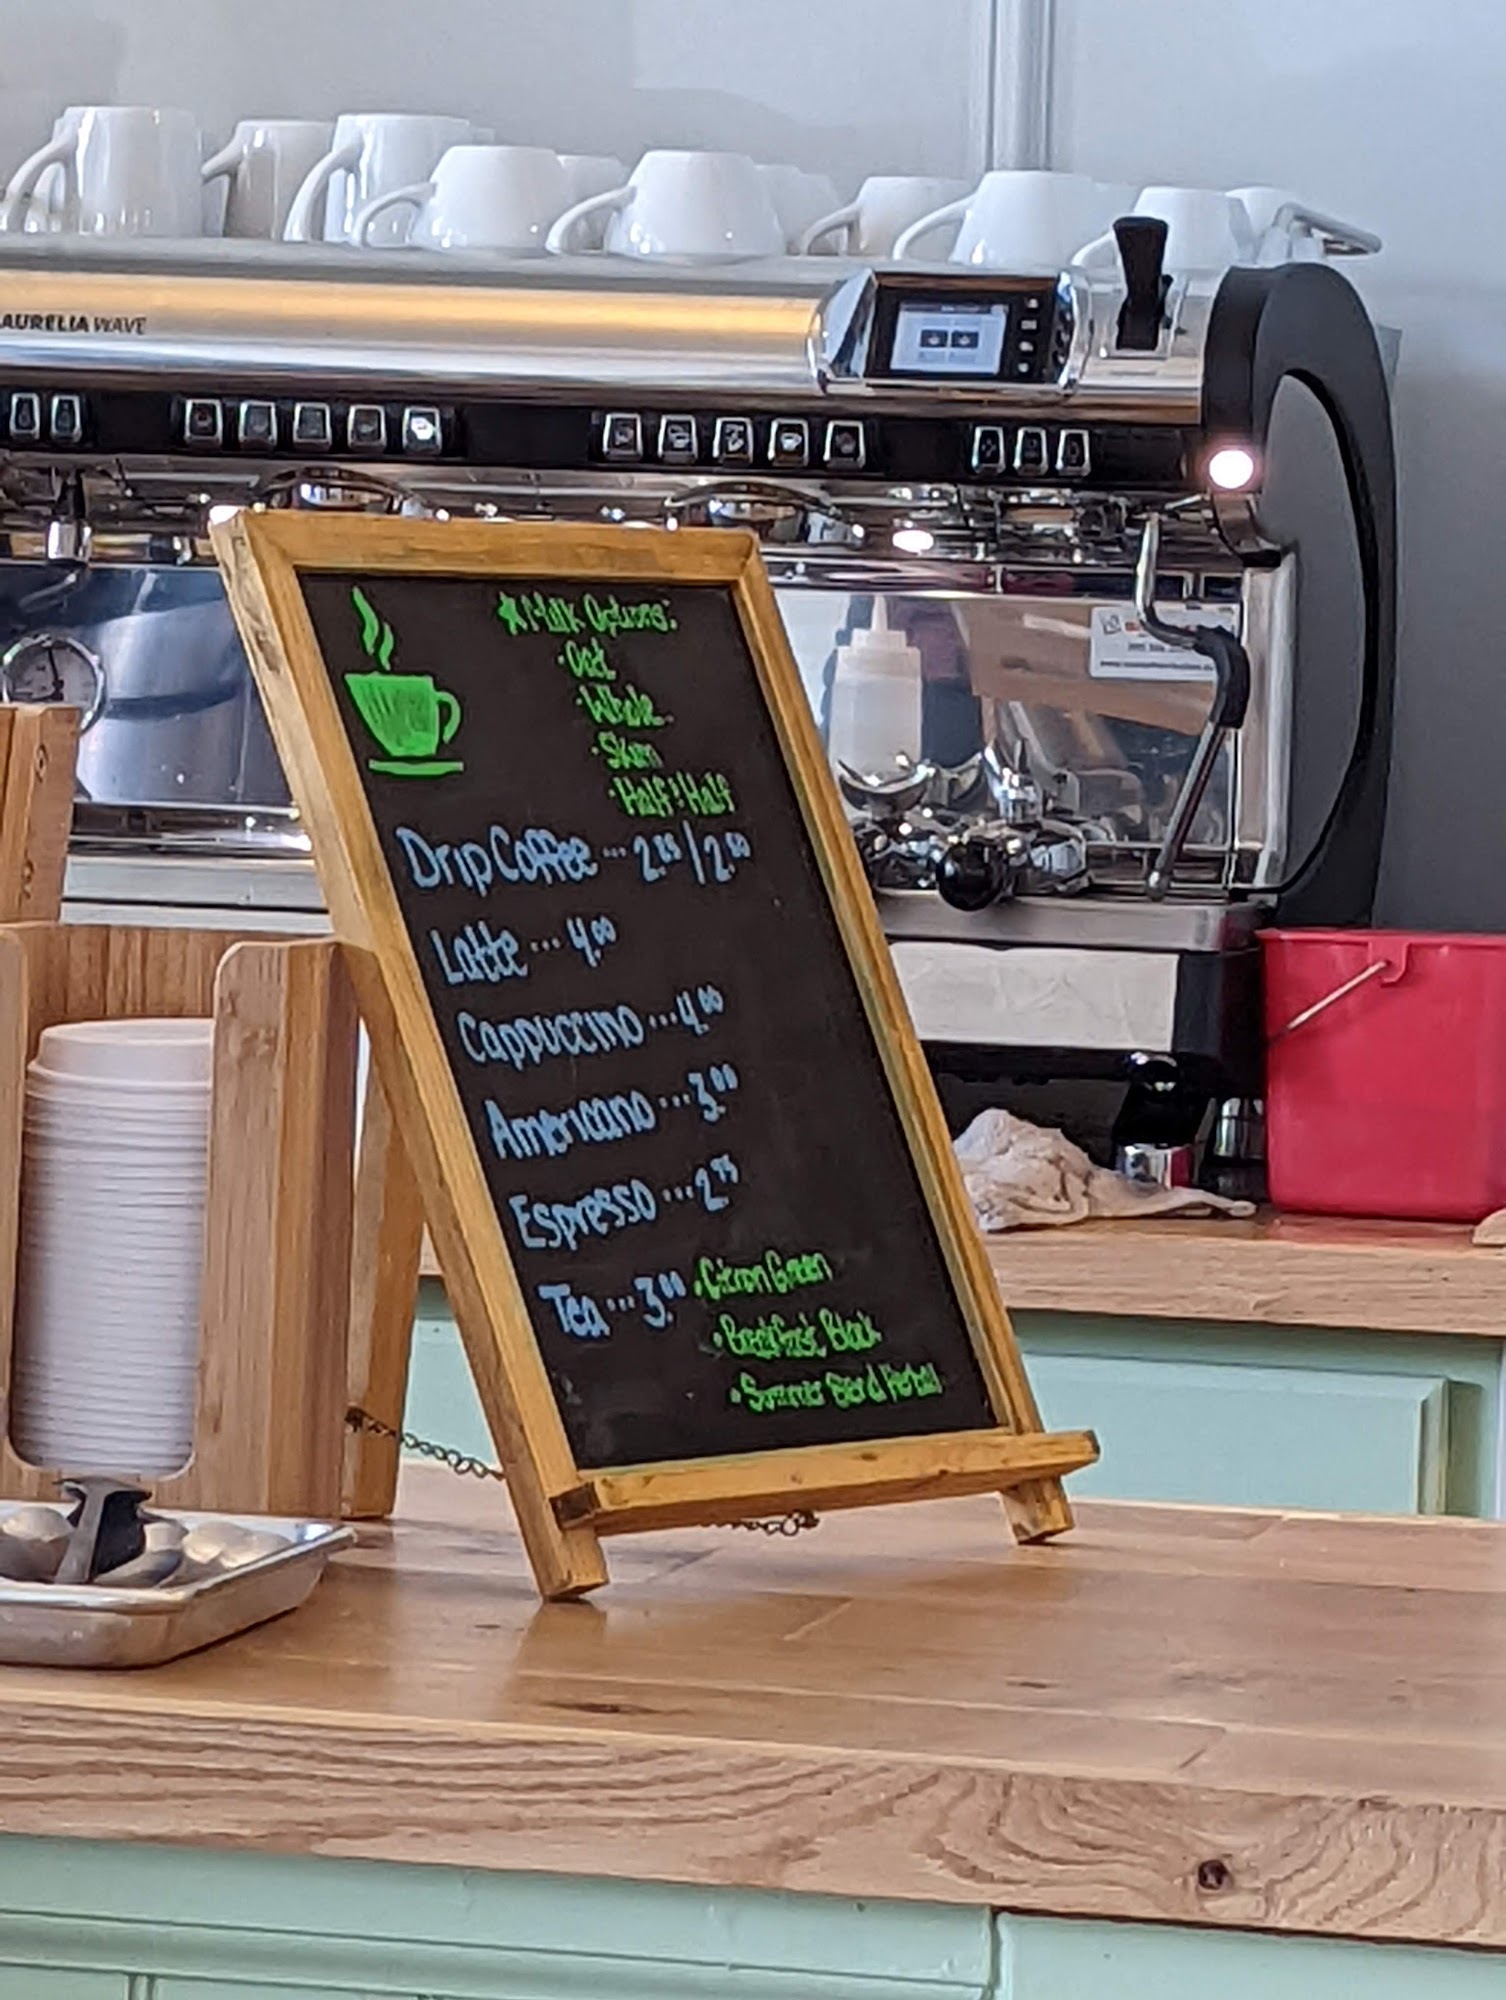 AURELIA WAVE
*Milk Options:
•Oat
•Whole
•Skim
•Half & Half
Drip Coffee ... 2.25/2.50
Latte ... 4.00
Cappuccino ... 4.00
Americano ... 3.00
Espresso ... 2.75
Tea ... 3.00 •Citron Green
•Breakfast Black
•Summer Blend Herbal